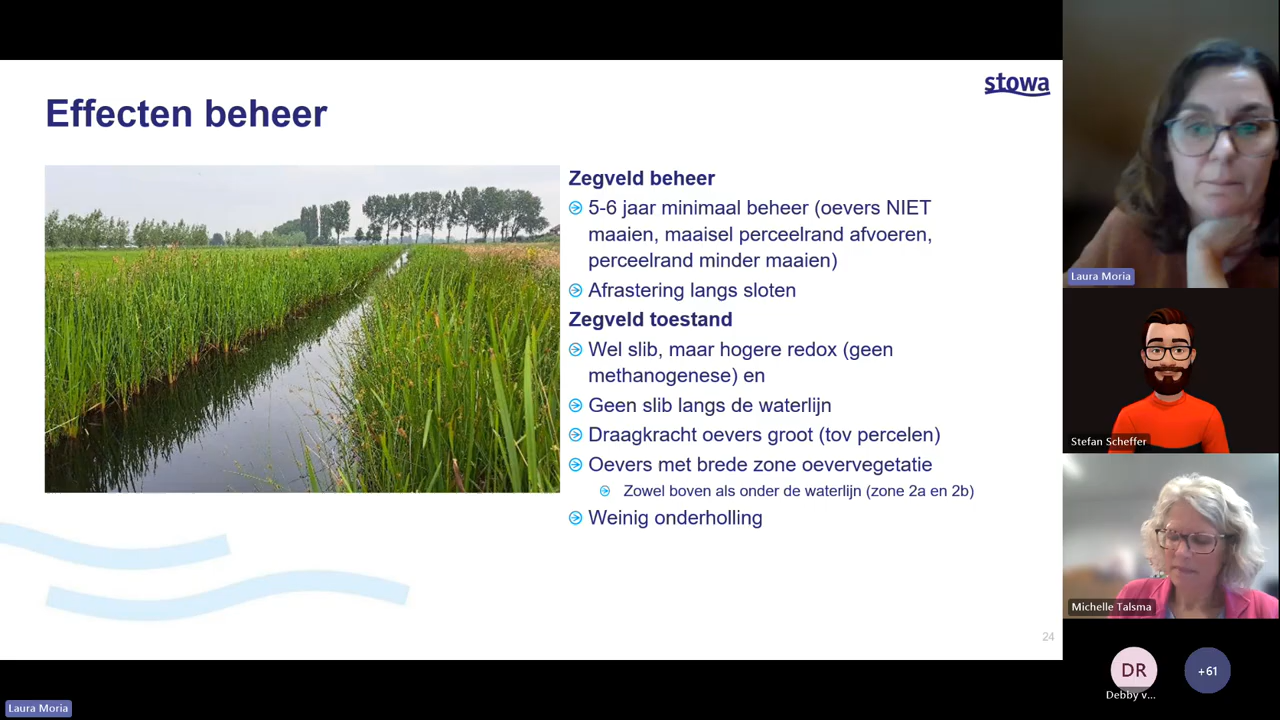 stowa
Effecten beheer
Zegveld beheer
5-6 jaar minimaal beheer (oevers NIET
maaien, maaisel perceelrand afvoeren,
perceelrand minder maaien)
Afrastering langs sloten
Zegveld toestand
Wel slib, maar hogere redox (geen
methanogenese) en
Geen slib langs de waterlijn
Draagkracht oevers groot (tov percelen)
Oevers met brede zone oevervegetatie
Zowel boven als onder de waterlijn (zone 2a en 2b)
Weinig onderholling
24
Laura Moria
Stefan Scheffer
Michelle Talsma
DR
+61
Debby v...
Laura Moria